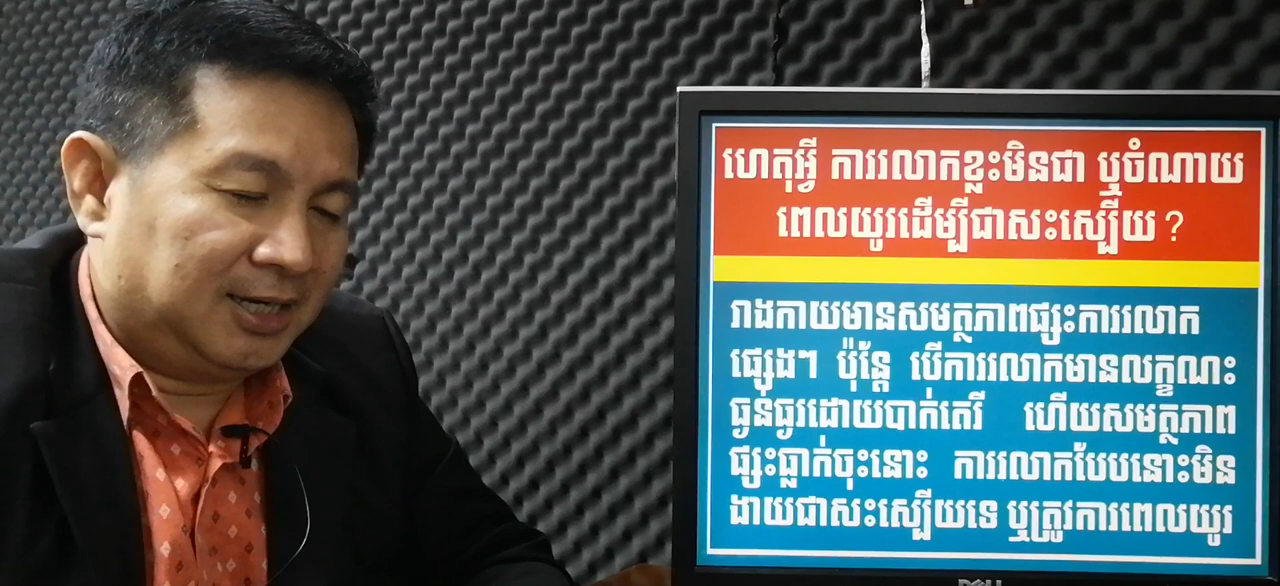 ហេតុអ្វី ការរលាកខ្លះមិនជា ឬចំណាយ
ពេលយូរដើម្បីជាសះស្បើយ ?
រាងកាយមានសមត្ថភាពផ្សះការរលាក
ផ្សេងៗ ប៉ុន្តែ បើការរលាកមានលក្ខណះ
ធ្ងន់ធ្ងរដោយបាក់តេរី ហើយសមត្ថភាព
ផ្សះធ្លាក់ចុះនោះ ការរលាកបែបនោះមិន
ងាយជាសះស្បើយទេ ឬត្រូវការពេលយូរ